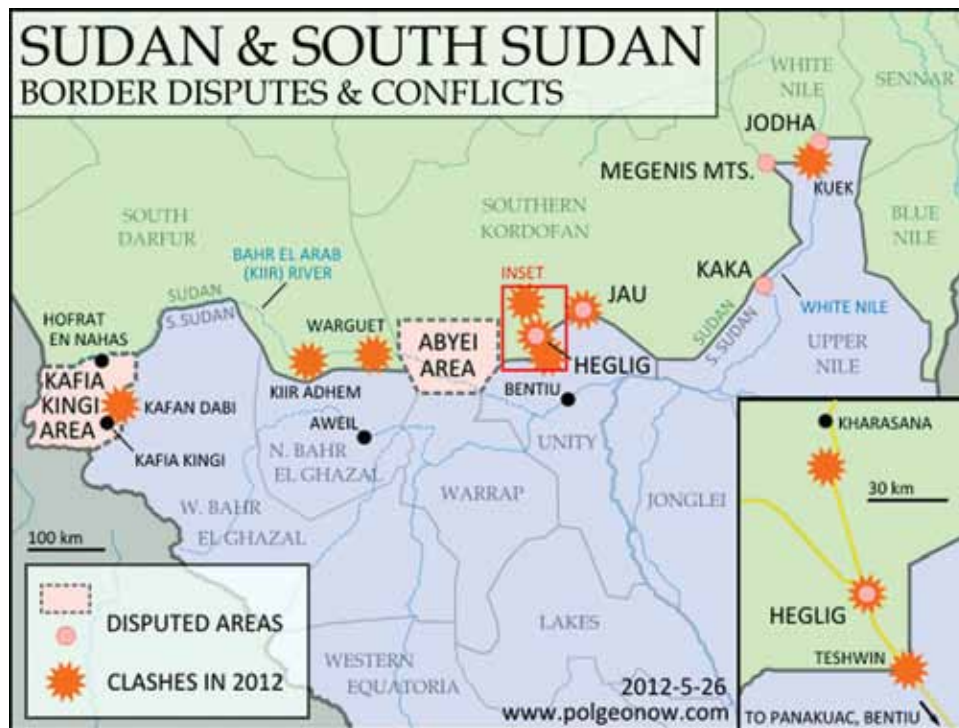 SUDAN & SOUTH SUDAN
BORDER DISPUTES & CONFLICTS
WHITE
NILE
SENNAR
JODHA
MEGENIS MTS.
KUEK
SOUTH
DARFUR
SOUTHERN
KORDOFAN
BLUE
NILE
BAHR EL ARAB
(KIIR) RIVER
INSET
KAKA
JAU
SUDAN
S. SUDAN
WHITE NILE
SUDAN
S. SUDAN
HOFRAT
EN NAHAS
WARGUET
ABYEI
AREA
HEGLIG
UPPER
NILE
KAFIA
KINGI
AREA
KAFAN DABI
KIIR ADHEM
BENTIU
KAFIA KINGI
AWEIL
N. BAHR
EL GHAZAL
UNITY
WARRAP
JONGLEI
W. BAHR
EL GHAZAL
100 km
KHARASANA
30 km
HEGLIG
TESHWIN
TO PANAKUAC, BENTIU
DISPUTED AREAS
CLASHES IN 2012
LAKES
WESTERN
EQUATORIA
2012-5-26
www.polgeonow.com